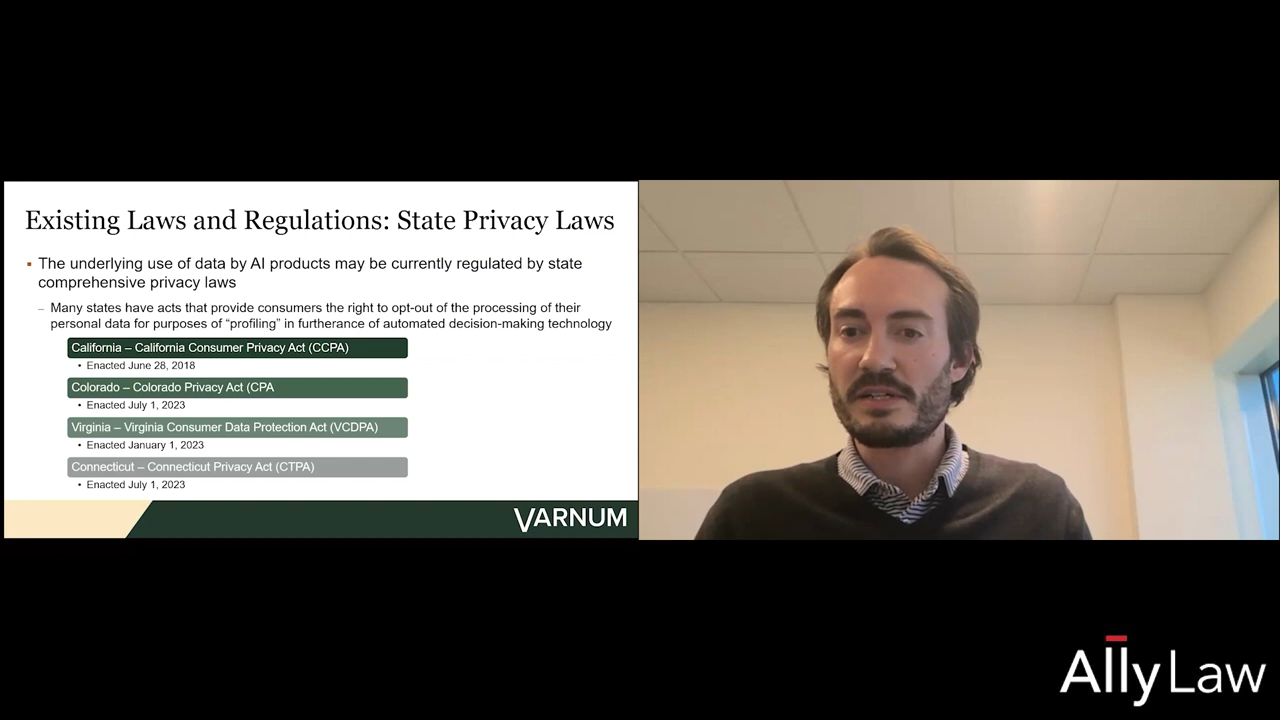 Existing Laws and Regulations: State Privacy Laws
▪ The underlying use of data by AI products may be currently regulated by state
comprehensive privacy laws
– Many states have acts that provide consumers the right to opt-out of the processing of their
personal data for purposes of “profiling” in furtherance of automated decision-making technology
California – California Consumer Privacy Act (CCPA)
• Enacted June 28, 2018
Colorado – Colorado Privacy Act (CPA
• Enacted July 1, 2023
Virginia – Virginia Consumer Data Protection Act (VCDPA)
• Enacted January 1, 2023
Connecticut – Connecticut Privacy Act (CTPA)
• Enacted July 1, 2023
VARNUM
Ally Law